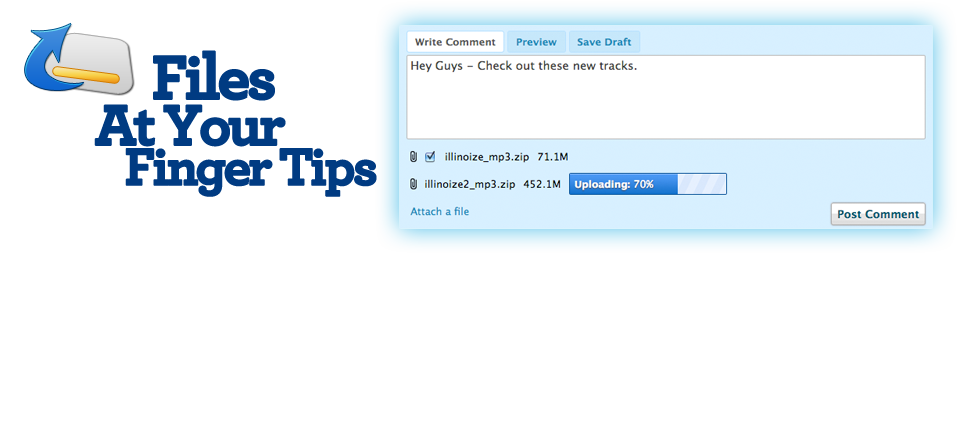 Files
At Your
Finger Tips
Write Comment Preview Save Draft
Hey Guys – Check out these new tracks.
illinoize_mp3.zip 71.1M
illinoize2_mp3.zip 452.1M Uploading: 70%
Attach a file
Post Comment